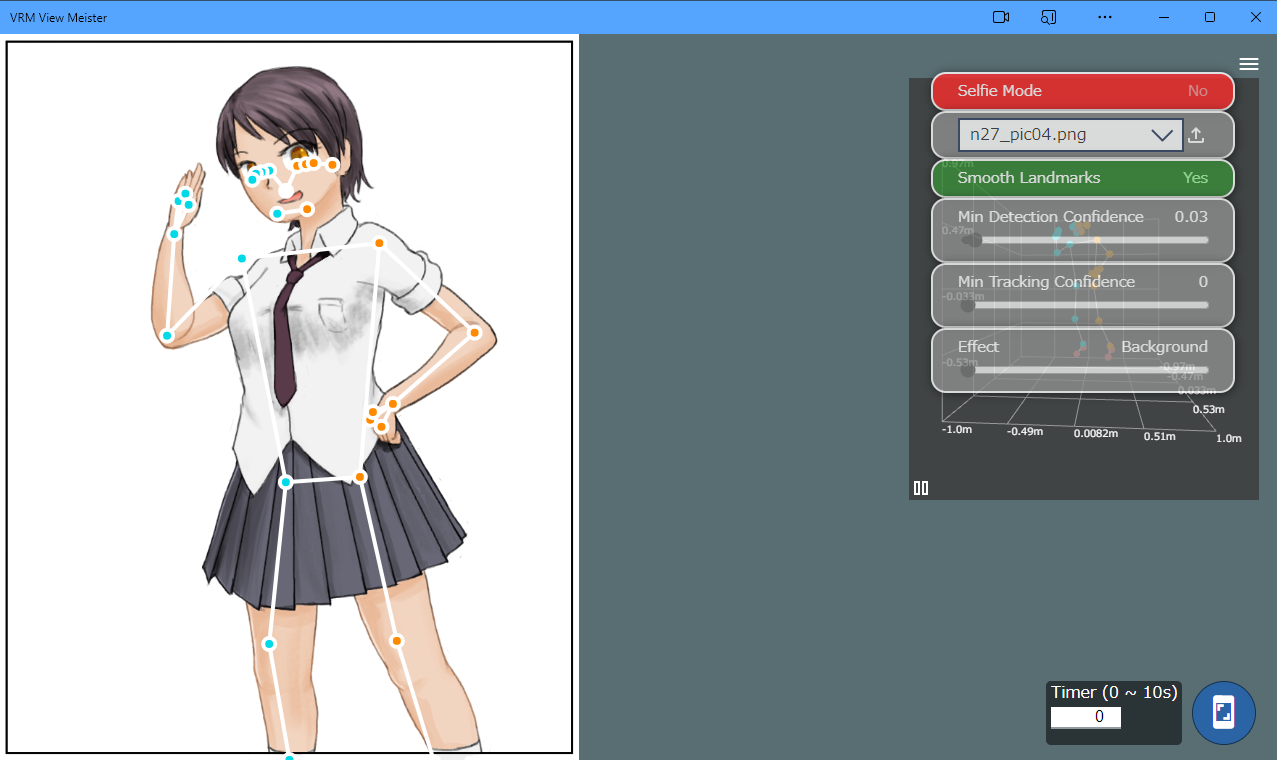 VRM View Meister
Selfie Mode No
n27_pic04.png
0.97m
Smooth Landmarks Yes
Min Detection Confidence 0.03
0.47m
Min Tracking Confidence 0
-0.033m
Effect Background
-0.53m
-0.97m
-0.47m
0.033m
0.53m
-1.0m
-0.49m
0.0082m
0.51m
1.0m
Timer (0 ~ 10s)
0